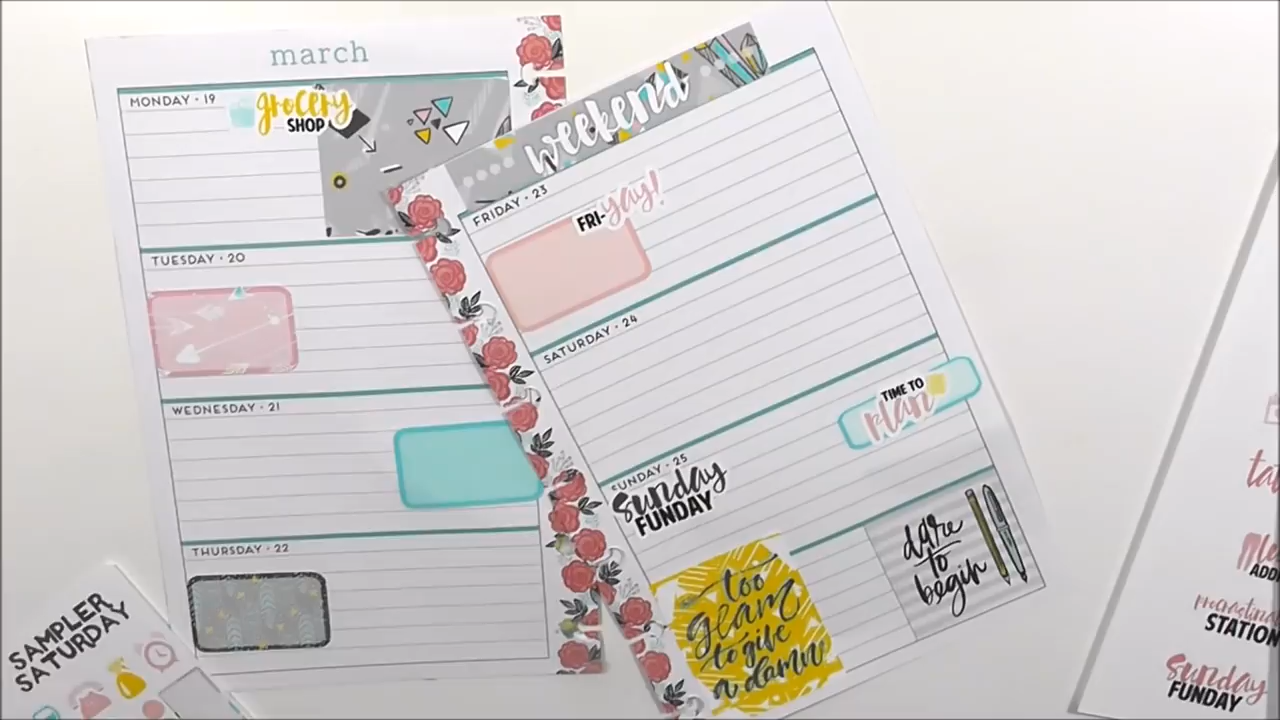 march
MONDAY · 19
grocery
SHOP
TUESDAY · 20
WEDNESDAY · 21
THURSDAY · 22
weekend
FRIDAY · 23
FRI-yay!
SATURDAY · 24
TIME TO
plan
SUNDAY · 25
sunday
FUNDAY
too
glam
to give
a damn
dare
to
begin
SAMPLER
SATURDAY
STATION
Sunday
FUNDAY